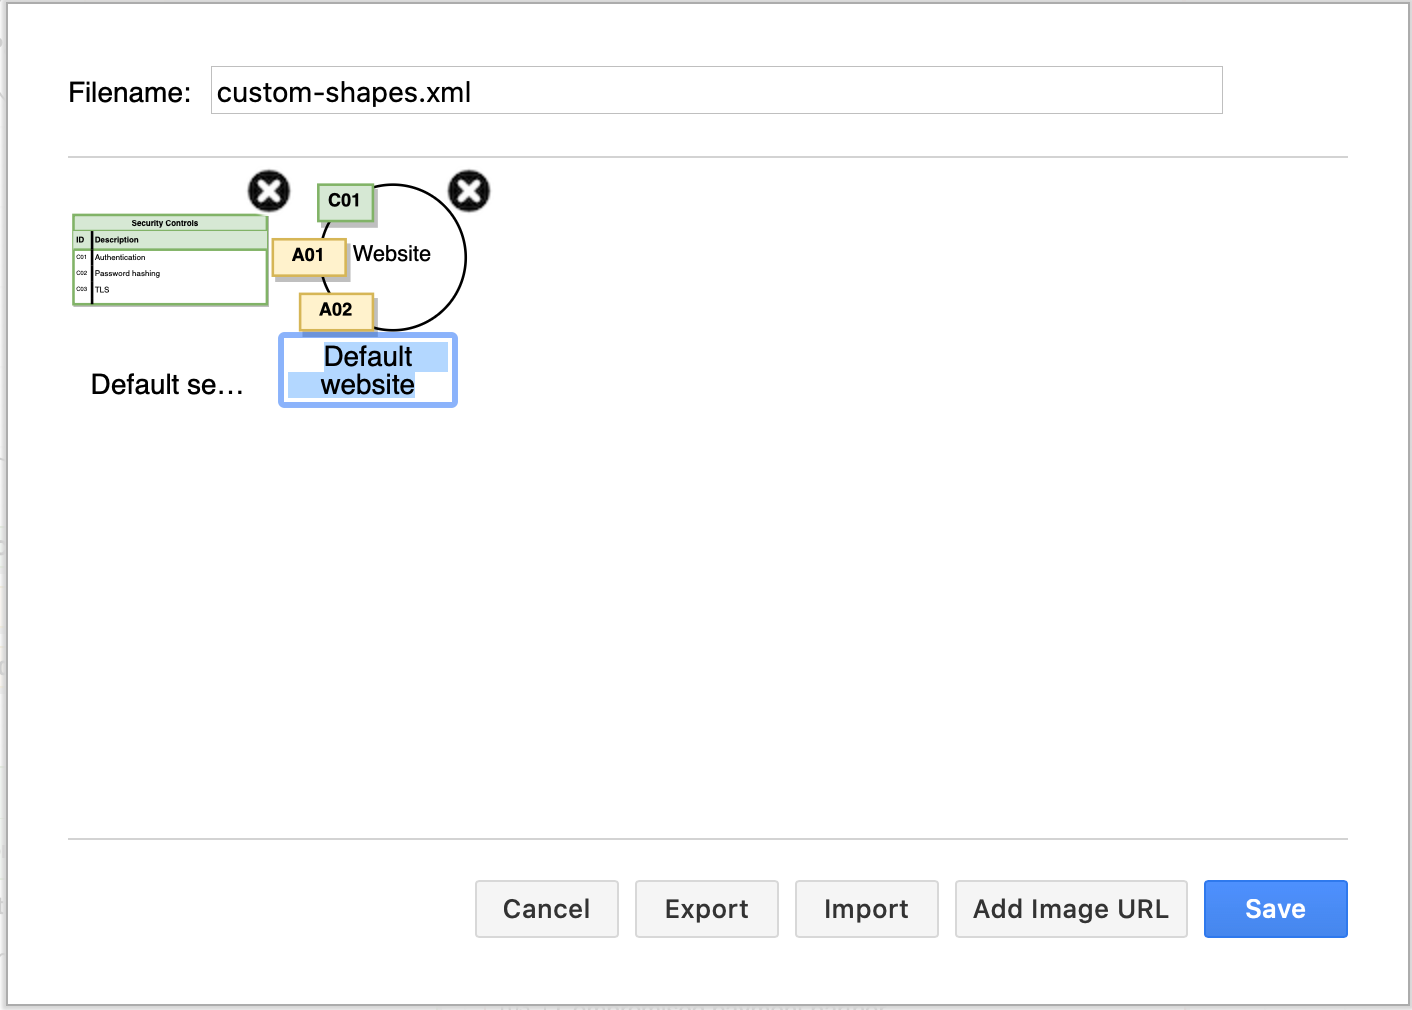 Filename: custom-shapes.xml
Security Controls
ID Description
C01 Authentication
C02 Password hashing
C03 TLS
Default se...
C01
A01 Website
A02
Default
website
Cancel Export Import Add Image URL Save